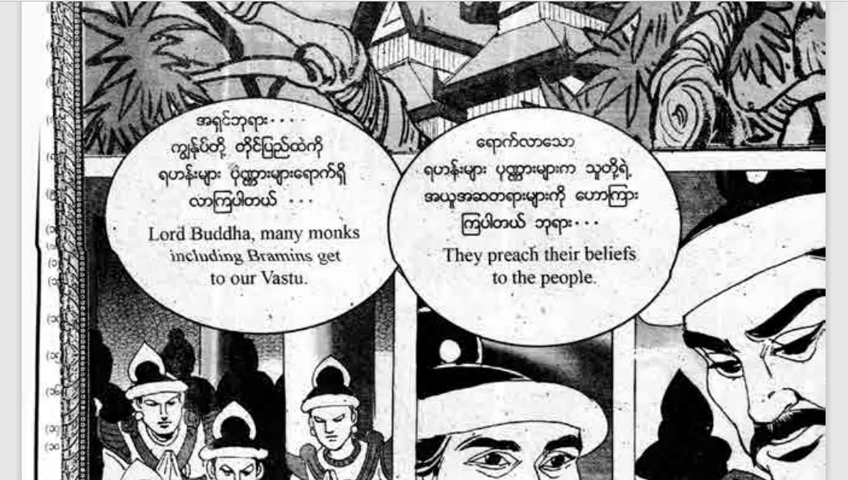 အရှင်ဘုရား····
ကျွန်ုပ်တို့ တိုင်ပြည်ထဲကို
ရဟန်းများ ပုဏ္ဏားများရောက်ရှိ
လာကြပါတယ် ···
Lord Buddha, many monks
including Bramins get
to our Vastu.
ရောက်လာသော
ရဟန်းများ ပုဏ္ဏားများက သူတို့ရဲ့
အယူအဆတရားများကို ဟောကြား
ကြပါတယ် ဘုရား···
They preach their beliefs
to the people.